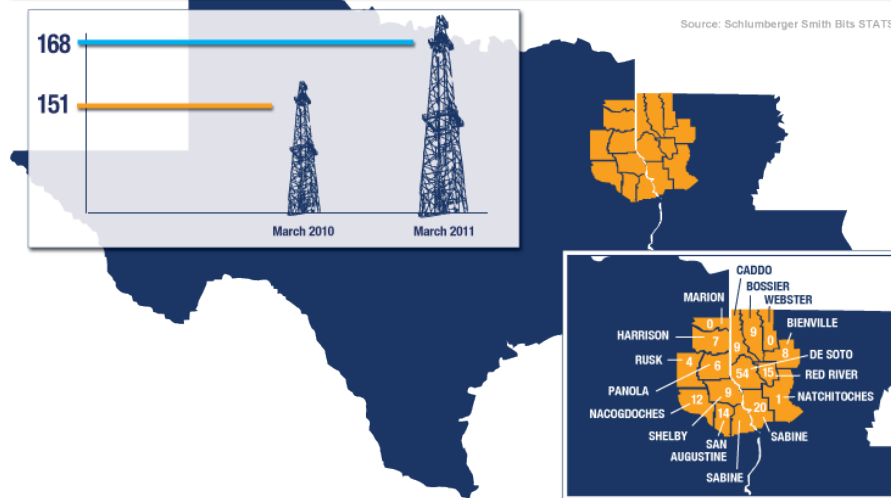 Source: Schlumberger Smith Bits STATS
168
151
March 2010
March 2011
CADDO
BOSSIER
WEBSTER
MARION
BIENVILLE
HARRISON
DE SOTO
RUSK
RED RIVER
PANOLA
NATCHITOCHES
NACOGDOCHES
SHELBY
SABINE
SAN
AUGUSTINE
SABINE
0
9
7
9
0
8
4
6
54
15
9
1
12
14
20